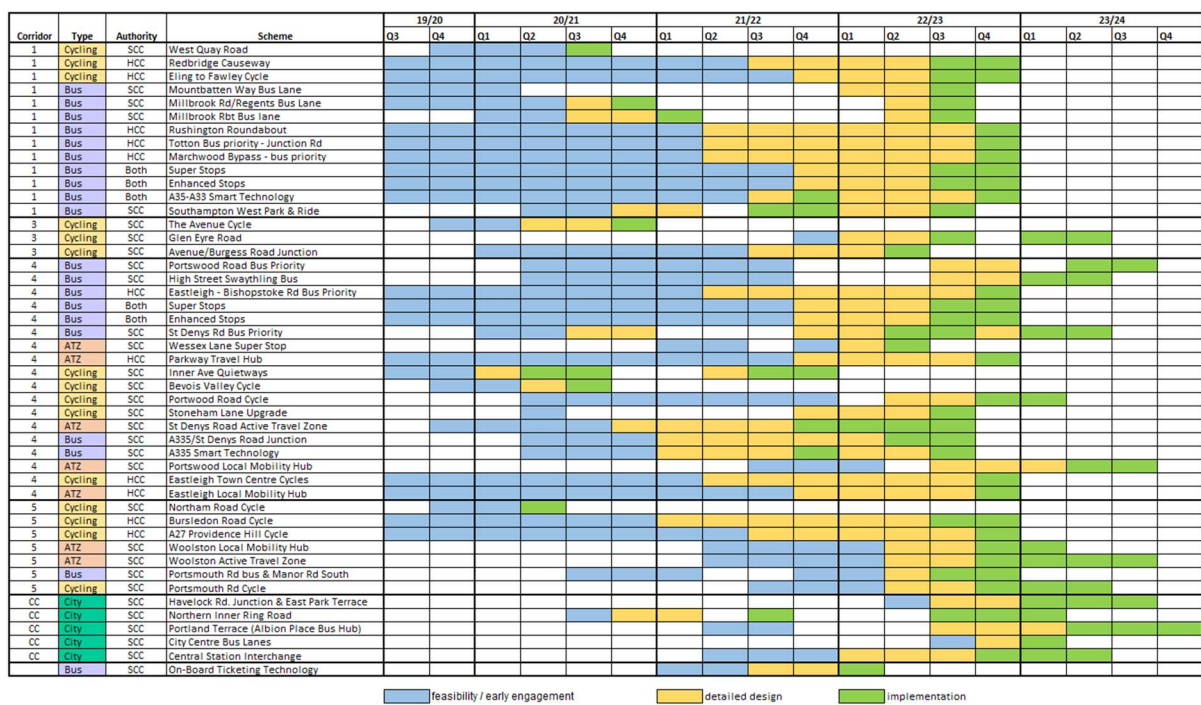 19/20 20/21 21/22 22/23 23/24
Corridor Type Authority Scheme Q3 Q4 Q1 Q2 Q3 Q4 Q1 Q2 Q3 Q4 Q1 Q2 Q3 Q4 Q1 Q2 Q3 Q4
1 Cycling SCC West Quay Road
1 Cycling HCC Redbridge Causeway
1 Cycling HCC Eling to Fawley Cycle
1 Bus SCC Mountbatten Way Bus Lane
1 Bus SCC Millbrook Rd/Regents Bus Lane
1 Bus SCC Millbrook Rbt Bus lane
1 Bus HCC Rushington Roundabout
1 Bus HCC Totton Bus priority - Junction Rd
1 Bus HCC Marchwood Bypass - bus priority
1 Bus Both Super Stops
1 Bus Both Enhanced Stops
1 Bus Both A35-A33 Smart Technology
1 Bus SCC Southampton West Park & Ride
3 Cycling SCC The Avenue Cycle
3 Cycling SCC Glen Eyre Road
3 Cycling SCC Avenue/Burgess Road Junction
4 Bus SCC Portswood Road Bus Priority
4 Bus SCC High Street Swaythling Bus
4 Bus HCC Eastleigh - Bishopstoke Rd Bus Priority
4 Bus Both Super Stops
4 Bus Both Enhanced Stops
4 Bus SCC St Denys Rd Bus Priority
4 ATZ SCC Wessex Lane Super Stop
4 ATZ HCC Parkway Travel Hub
4 Cycling SCC Inner Ave Quietways
4 Cycling SCC Bevois Valley Cycle
4 Cycling SCC Portwood Road Cycle
4 Cycling SCC Stoneham Lane Upgrade
4 ATZ SCC St Denys Road Active Travel Zone
4 Bus SCC A335/St Denys Road Junction
4 Bus SCC A335 Smart Technology
4 ATZ SCC Portswood Local Mobility Hub
4 Cycling HCC Eastleigh Town Centre Cycles
4 ATZ HCC Eastleigh Local Mobility Hub
5 Cycling SCC Northam Road Cycle
5 Cycling HCC Bursledon Road Cycle
5 Cycling HCC A27 Providence Hill Cycle
5 ATZ SCC Woolston Local Mobility Hub
5 ATZ SCC Woolston Active Travel Zone
5 Bus SCC Portsmouth Rd bus & Manor Rd South
5 Cycling SCC Portsmouth Rd Cycle
CC City SCC Havelock Rd. Junction & East Park Terrace
CC City SCC Northern Inner Ring Road
CC City SCC Portland Terrace (Albion Place Bus Hub)
CC City SCC City Centre Bus Lanes
CC City SCC Central Station Interchange
Bus SCC On-Board Ticketing Technology
feasibility / early engagement detailed design implementation